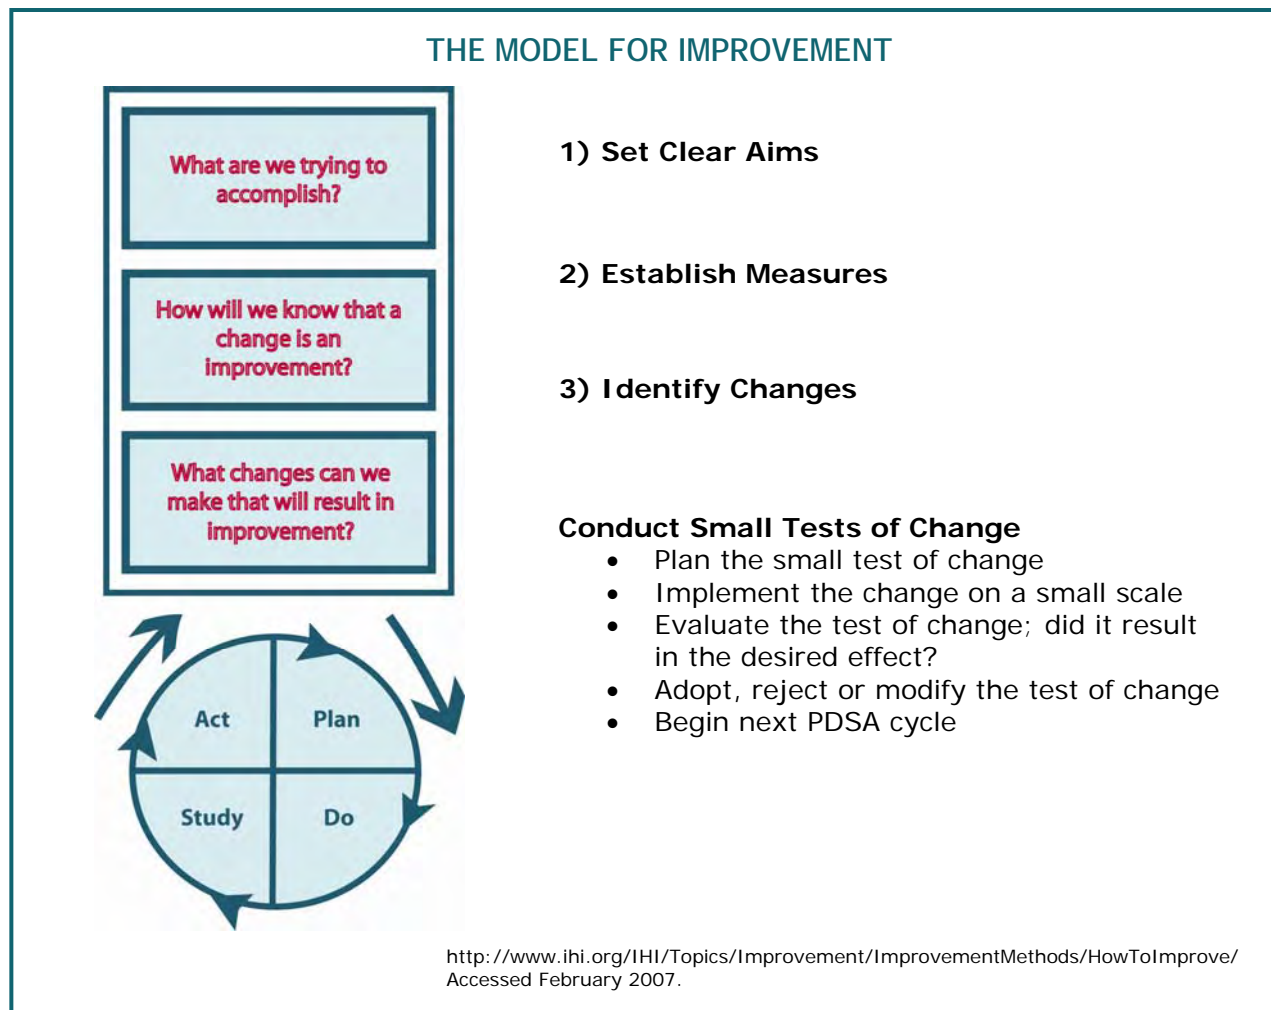 THE MODEL FOR IMPROVEMENT
What are we trying to
accomplish?
1) Set Clear Aims
How will we know that a
change is an
improvement?
2) Establish Measures
What changes can we
make that will result in
improvement?
3) Identify Changes
Act
Plan
Study
Do
Conduct Small Tests of Change
• Plan the small test of change
• Implement the change on a small scale
• Evaluate the test of change; did it result
in the desired effect?
• Adopt, reject or modify the test of change
• Begin next PDSA cycle
http://www.ihi.org/IHI/Topics/Improvement/ImprovementMethods/HowToImprove/
Accessed February 2007.